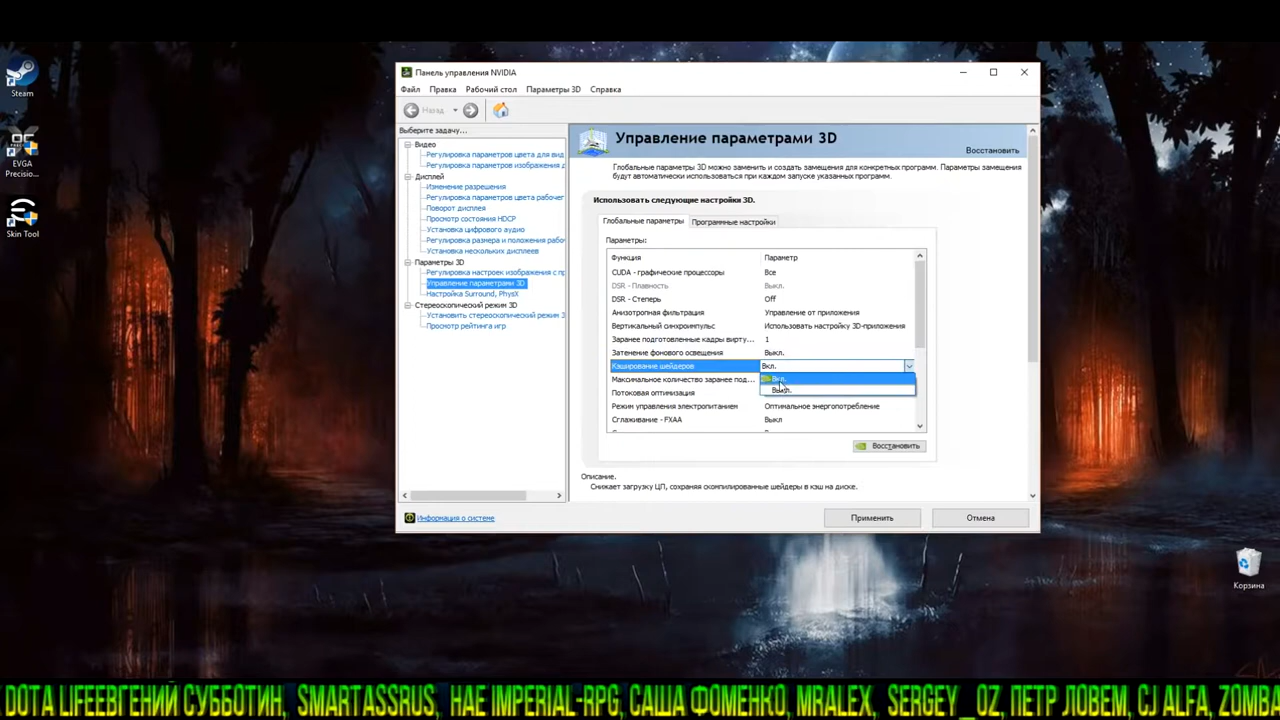 Steam
EVGA
Precisio...
Skin Tool
Корзина
Панель управления NVIDIA
Файл Правка Рабочий стол Параметры 3D Справка
Назад
Выберите задачу...
Видео
Регулировка параметров цвета для вид
Регулировка параметров изображения д
Дисплей
Изменение разрешения
Регулировка параметров цвета рабочег
Поворот дисплея
Просмотр состояния HDCP
Установка цифрового аудио
Регулировка размера и положения рабо
Установка нескольких дисплеев
Параметры 3D
Регулировка настроек изображения с пр
Управление параметрами 3D
Настройка Surround, PhysX
Стереоскопический режим 3D
Установить стереоскопический режим 3
Просмотр рейтинга игр
Информация о системе
Управление параметрами 3D
Восстановить
Глобальные параметры 3D можно заменить и создать замещения для конкретных программ. Параметры замещения
будут автоматически использоваться при каждом запуске указанных программ.
Использовать следующие настройки 3D.
Глобальные параметры Программные настройки
Параметры:
Функция Параметр
CUDA - графические процессоры Все
DSR - Плавность Выкл.
DSR - Степерь Off
Анизотропная фильтрация Управление от приложения
Вертикальный синхроимпульс Использовать настройку 3D-приложения
Заранее подготовленные кадры вирту... 1
Затенение фонового освещения Выкл.
Кэширование шейдеров Вкл.
Максимальное количество заранее под... Вкл.
Потоковая оптимизация Выкл.
Режим управления электропитанием Оптимальное энергопотребление
Сглаживание - FXAA Выкл
Восстановить
Описание.
Снижает загрузку ЦП, сохраняя скомпилированные шейдеры в кэш на диске.
Применить Отмена
DOTA LIFEЕВГЕНИЙ СУББОТИН, SMARTASSRUS, HAE IMPERIAL-RPG, САША ФОМЕНКО, MRALEX, SERGEY_OZ, ПЕТР ЛОВЕМ, CJ ALFA, ZOMBA